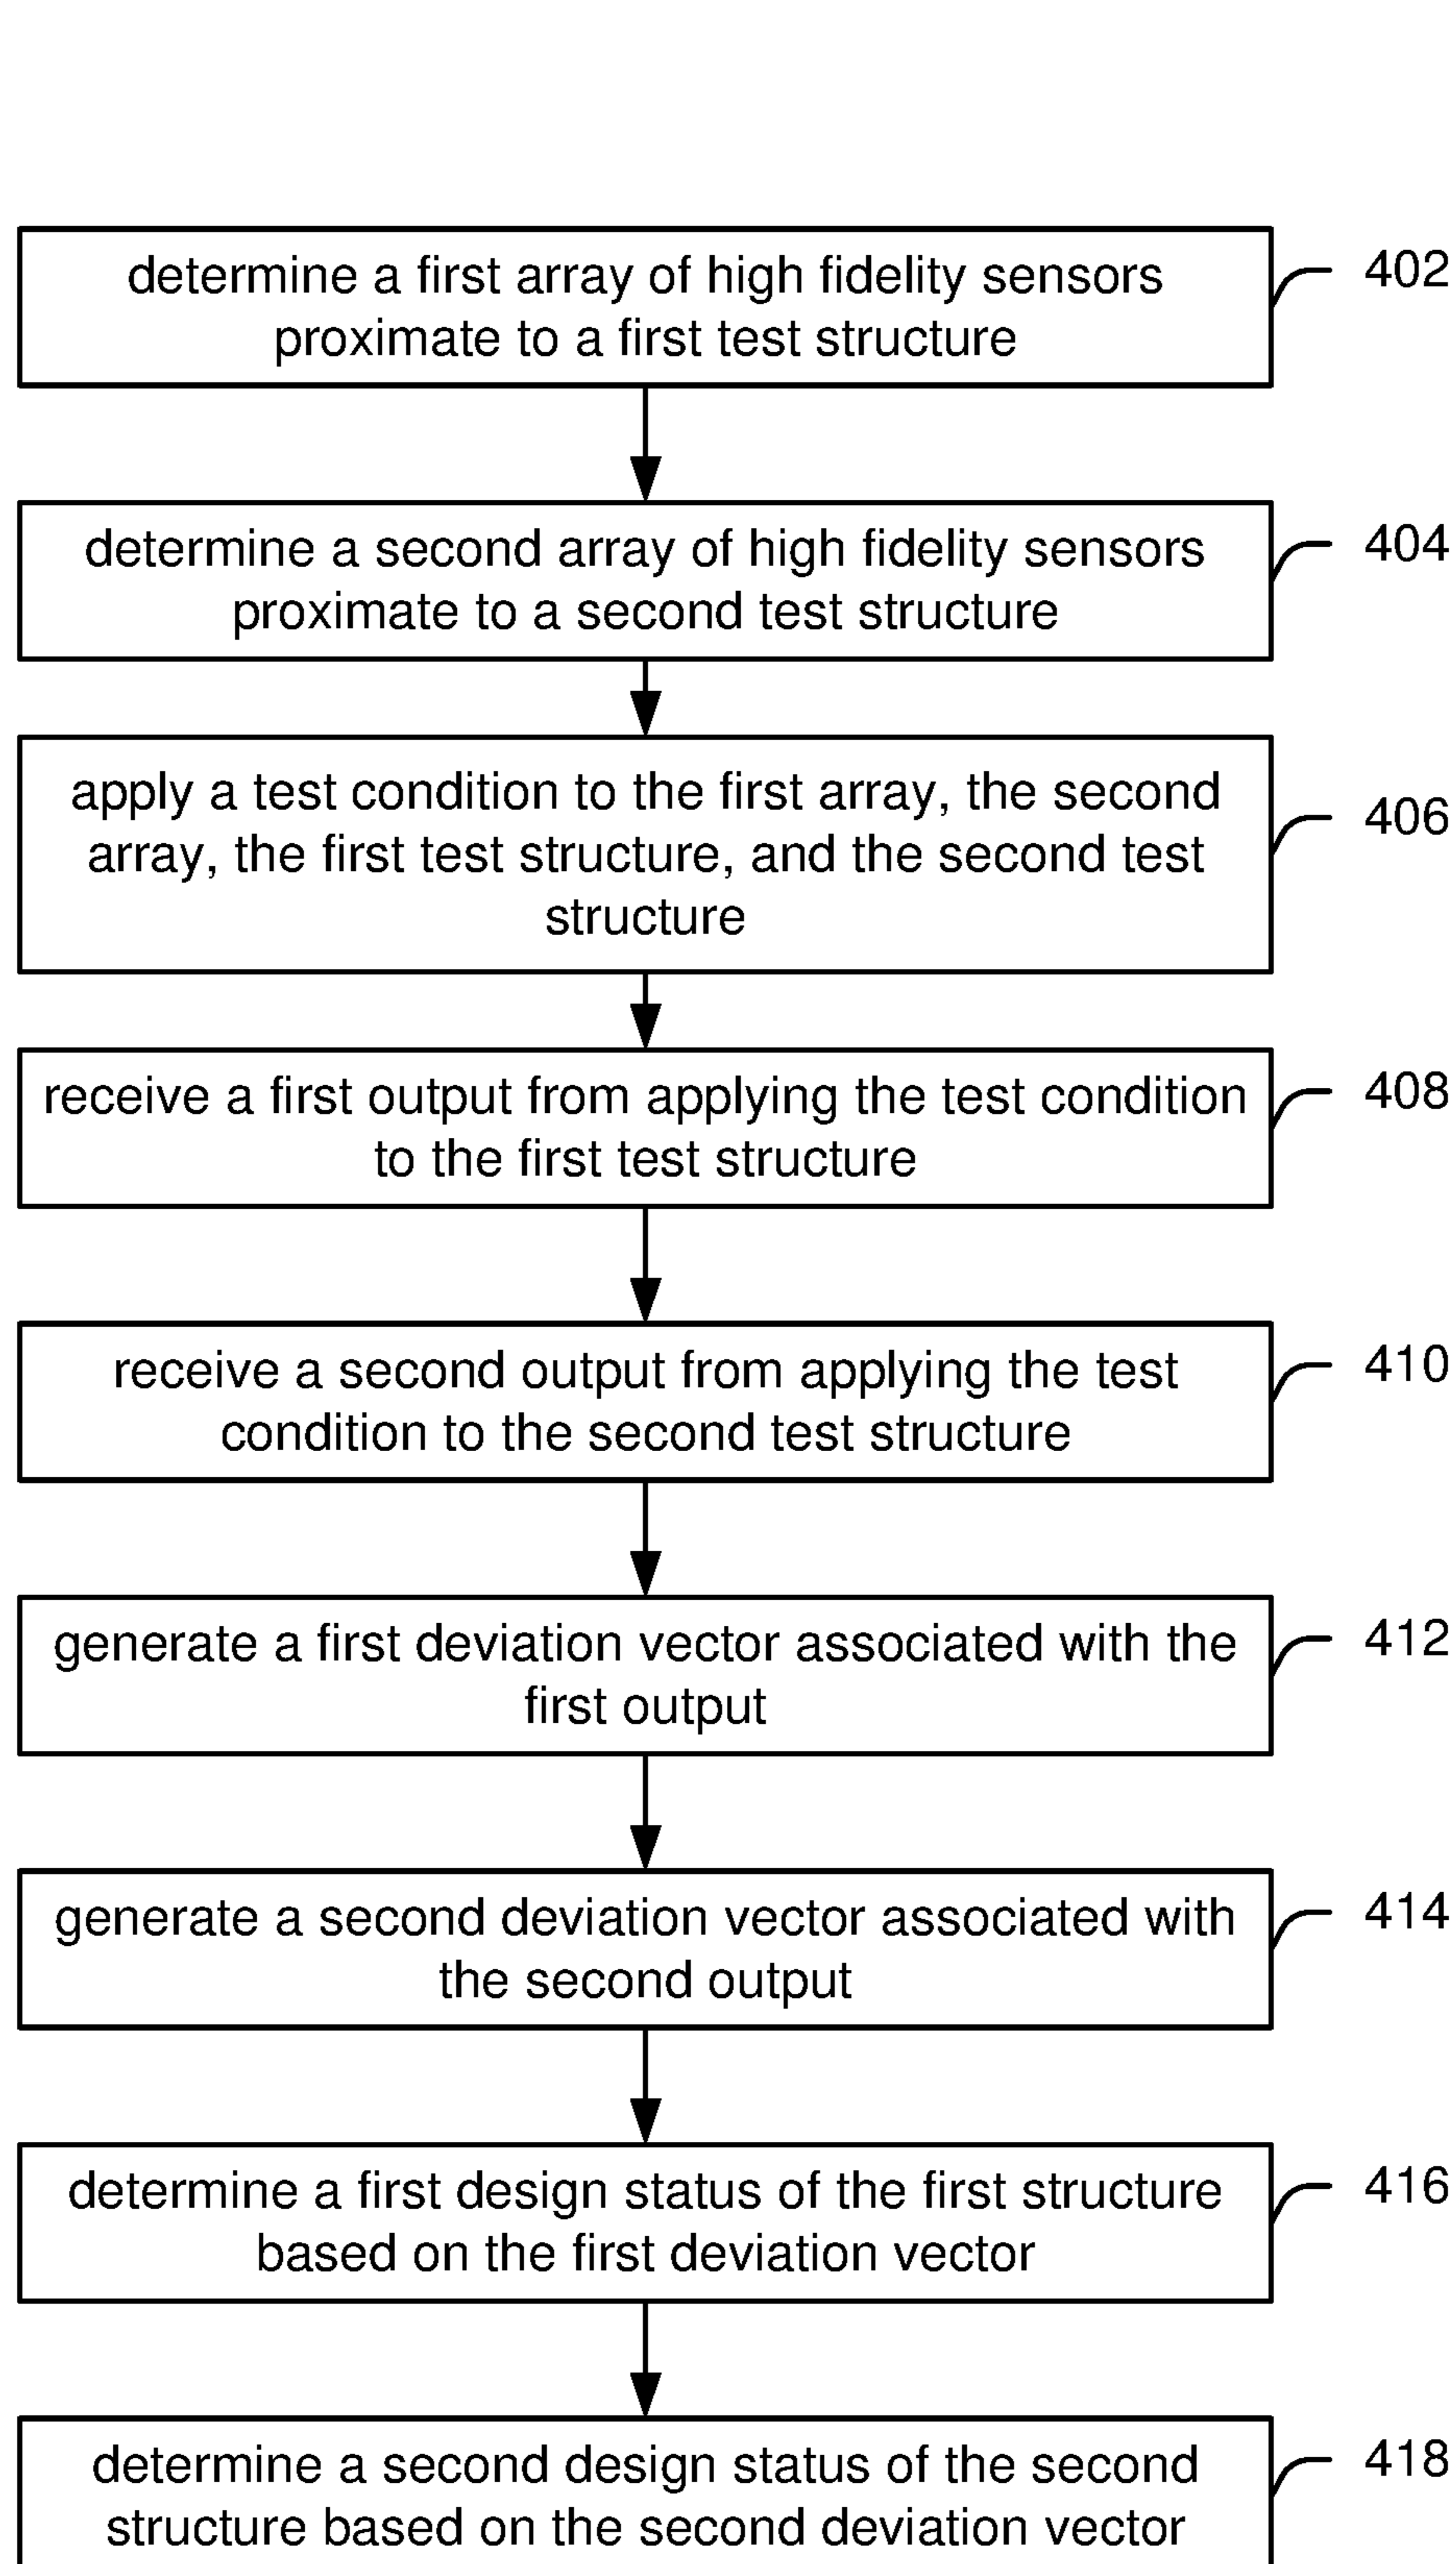 determine a first array of high fidelity sensors
proximate to a first test structure
402
determine a second array of high fidelity sensors
proximate to a second test structure
404
apply a test condition to the first array, the second
array, the first test structure, and the second test
structure
406
receive a first output from applying the test condition
to the first test structure
408
receive a second output from applying the test
condition to the second test structure
410
generate a first deviation vector associated with the
first output
412
generate a second deviation vector associated with
the second output
414
determine a first design status of the first structure
based on the first deviation vector
416
determine a second design status of the second
structure based on the second deviation vector
418